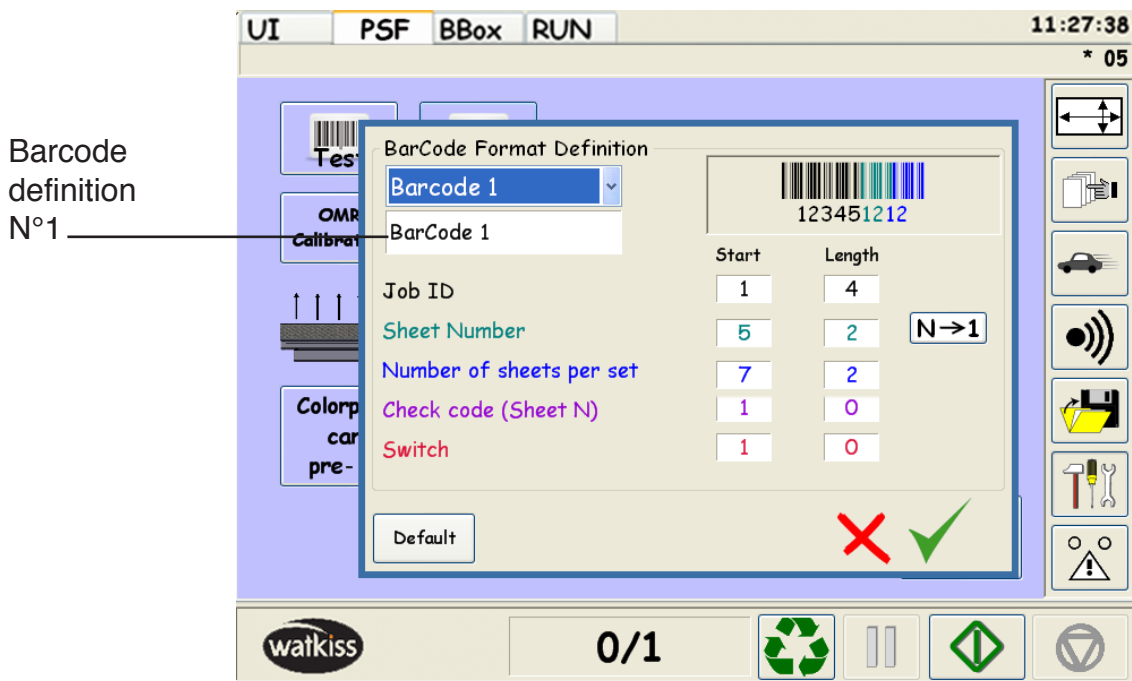 UI PSF BBox RUN 11:27:38
* 05
Barcode
definition
N°1
Test
OMR
Calibrat
Colorp
car
pre-
BarCode Format Definition
Barcode 1
BarCode 1
123451212
Start Length
Job ID 1 4
Sheet Number 5 2 N→1
Number of sheets per set 7 2
Check code (Sheet N) 1 0
Switch 1 0
Default
watkiss 0/1